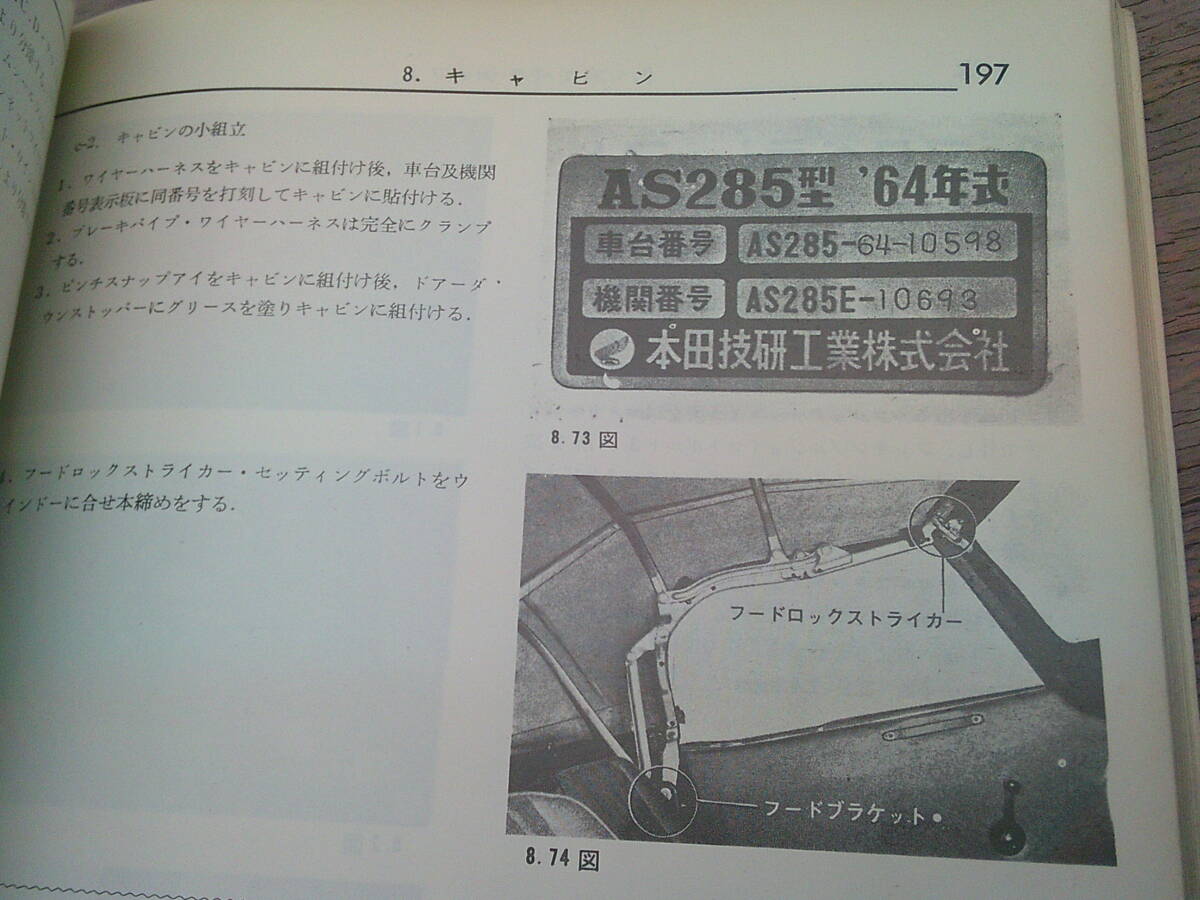 8. キャビン
197
c-2. キャビンの小組立
1. ワイヤーハーネスをキャビンに組付け後，車台及機関
番号表示板に同番号を打刻してキャビンに貼付ける．
2. ブレーキパイプ・ワイヤーハーネスは完全にクランプ
する．
3. ピンチスナップアイをキャビンに組付け後，ドアーダ
ウンストッパーにグリースを塗りキャビンに組付ける．
4. フードロックストライカー・セッティングボルトをウ
インドーに合せ本締めをする．
AS285型 '64年式
車台番号 AS285-64-10598
機関番号 AS285E-10693
本田技研工業株式会社
8.73 図
フードロックストライカー
フードブラケット
8.74 図